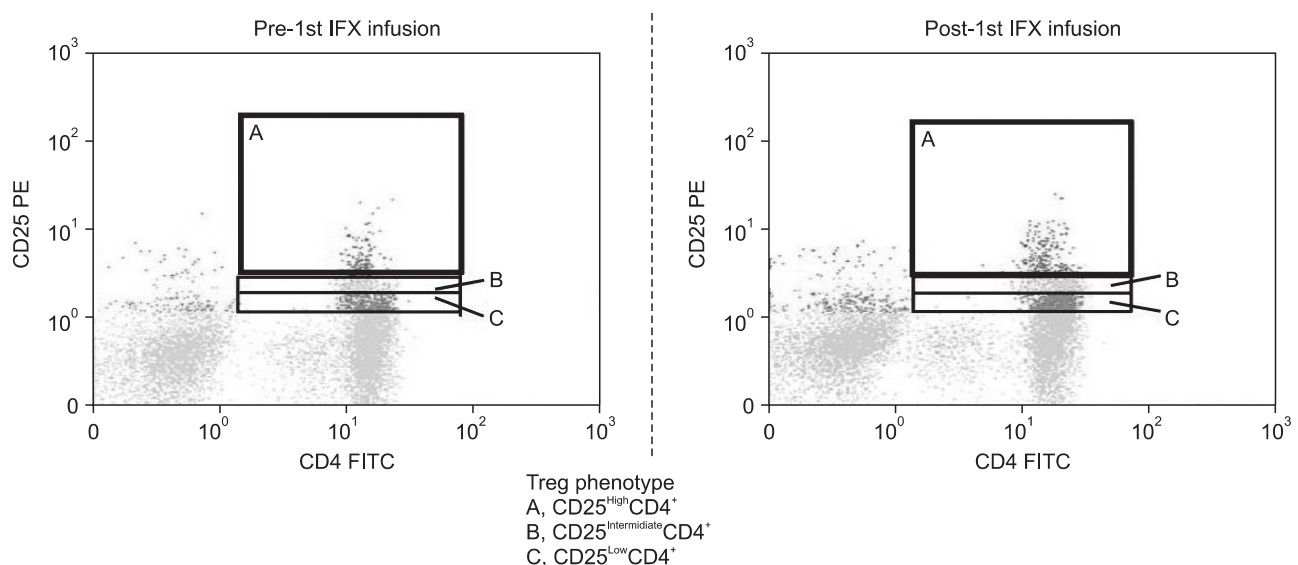 Pre-1st IFX infusion
10³
10²
10¹
10⁰
0
CD25 PE
A
B
C
0 10⁰ 10¹ 10² 10³
CD4 FITC
Post-1st IFX infusion
10³
10²
10¹
10⁰
0
CD25 PE
A
B
C
0 10⁰ 10¹ 10² 10³
CD4 FITC
Treg phenotype
A, CD25^High CD4⁺
B, CD25^Intermidiate CD4⁺
C, CD25^Low CD4⁺